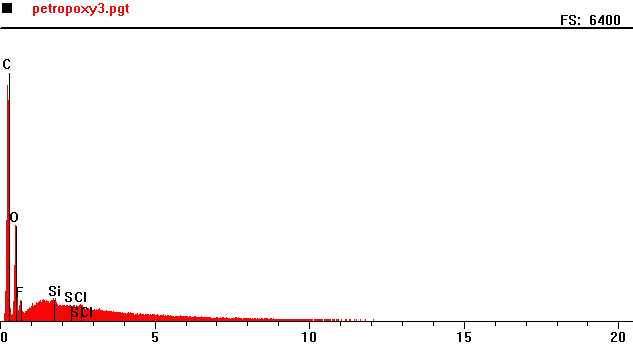 petropoxy3.pgt
FS: 6400
C
O
F
Si
S Cl
S Cl
0 5 10 15 20